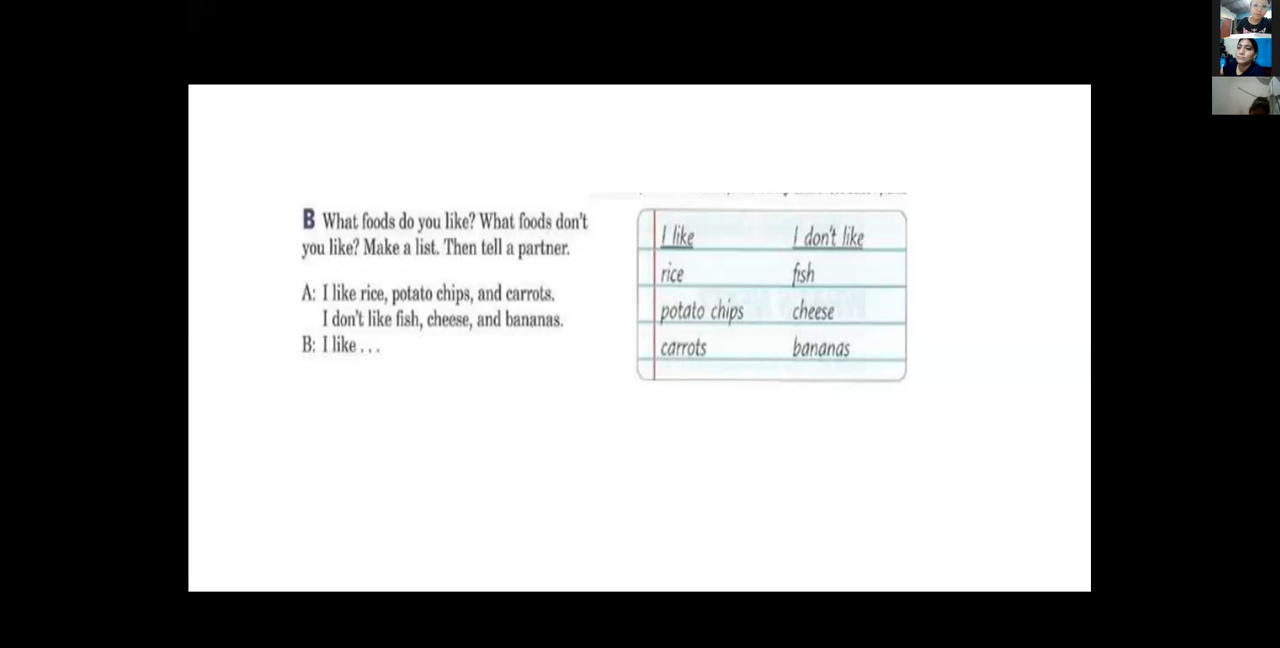 B What foods do you like? What foods don't
you like? Make a list. Then tell a partner.
A: I like rice, potato chips, and carrots.
I don't like fish, cheese, and bananas.
B: I like . . .
I like I don't like
rice fish
potato chips cheese
carrots bananas